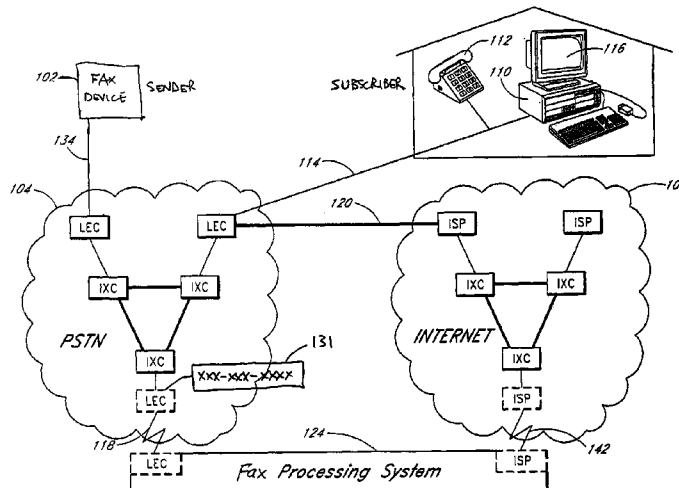 112
116
102
FAX DEVICE
SENDER
SUBSCRIBER
110
134
114
104
120
10
LEC
LEC
ISP
ISP
IXC
IXC
IXC
IXC
PSTN
131
INTERNET
IXC
IXC
XXX-XXX-XXXX
LEC
ISP
118
124
142
LEC
Fax Processing System
ISP